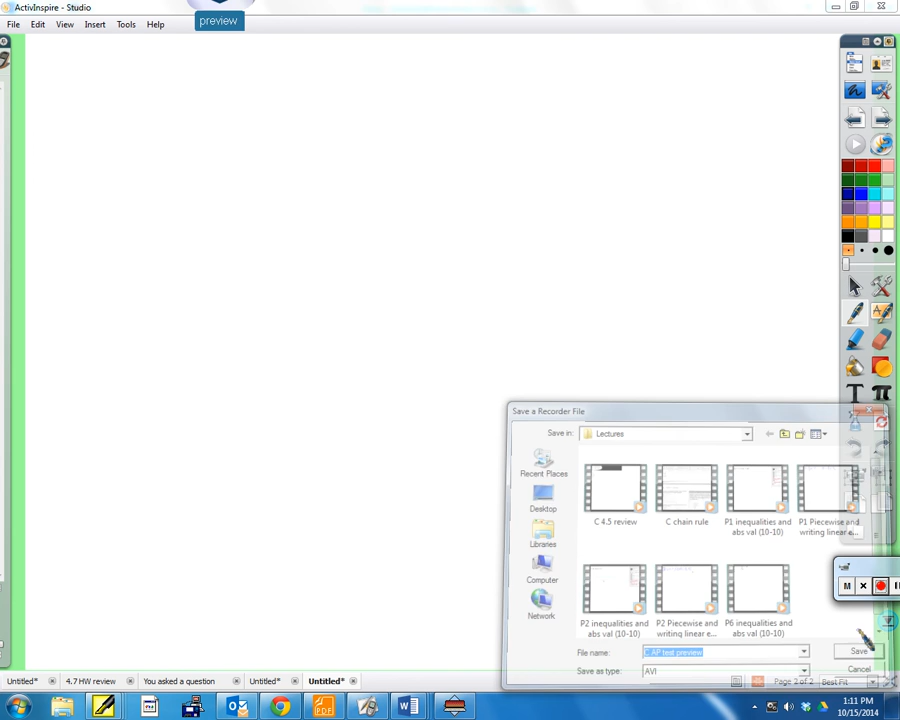 ActivInspire - Studio
preview
File Edit View Insert Tools Help
Save a Recorder File
Save in: Lectures
Recent Places
Desktop
Libraries
Computer
Network
C 4.5 review
C chain rule
P1 inequalities and
abs val (10-10)
P1 Piecewise and
writing linear e...
P2 inequalities and
abs val (10-10)
P2 Piecewise and
writing linear e...
P6 inequalities and
abs val (10-10)
File name: C AP test preview Save
Save as type: AVI Cancel
M
T π
Page 2 of 2 Best Fit
Untitled* 4.7 HW review You asked a question Untitled* Untitled*
PDF
1:11 PM
10/15/2014